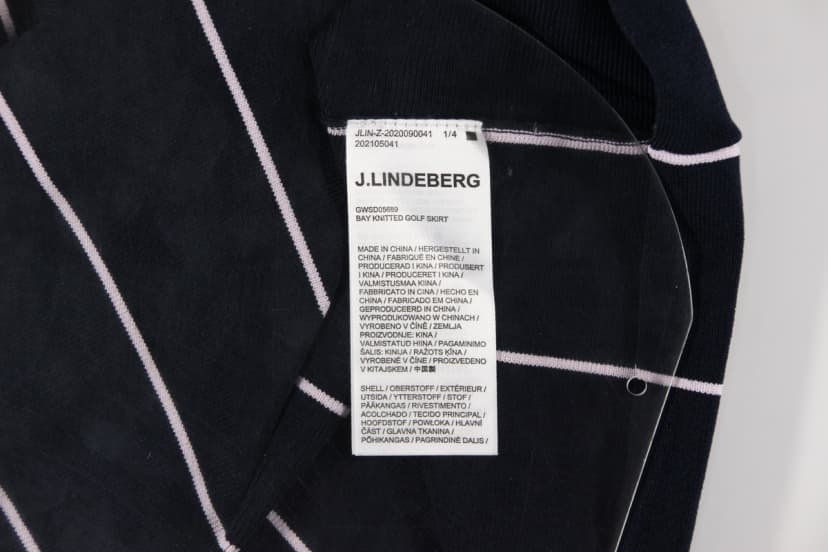 JLIN-Z-2020090041 1/4
202105041
J.LINDEBERG
GWSD05689
BAY KNITTED GOLF SKIRT
MADE IN CHINA / HERGESTELLT IN
CHINA / FABRIQUÉ EN CHINE /
PRODUCERAD I KINA / PRODUSERT
I KINA / PRODUCERET I KINA /
VALMISTUSMAA KIINA /
FABBRICATO IN CINA / HECHO EN
CHINA / FABRICADO EM CHINA /
GEPRODUCEERD IN CHINA /
WYPRODUKOWANO W CHINACH /
VYROBENO V ČÍNĚ / ZEMLJA
PROIZVODNJE: KINA /
VALMISTATUD HIINA / PAGAMINIMO
ŠALIS: KINIJA / RAŽOTS ĶĪNA /
VYROBENÉ V ČÍNE / PROIZVEDENO
V KITAJSKEM / 中国製
SHELL / OBERSTOFF / EXTÉRIEUR /
UTSIDA / YTTERSTOFF / STOF /
PÄÄKANGAS / RIVESTIMENTO /
ACOLCHADO / TECIDO PRINCIPAL /
HOOFDSTOF / POWŁOKA / HLAVNÍ
ČÁST / GLAVNA TKANINA /
PÕHIKANGAS / PAGRINDINĖ DALIS /